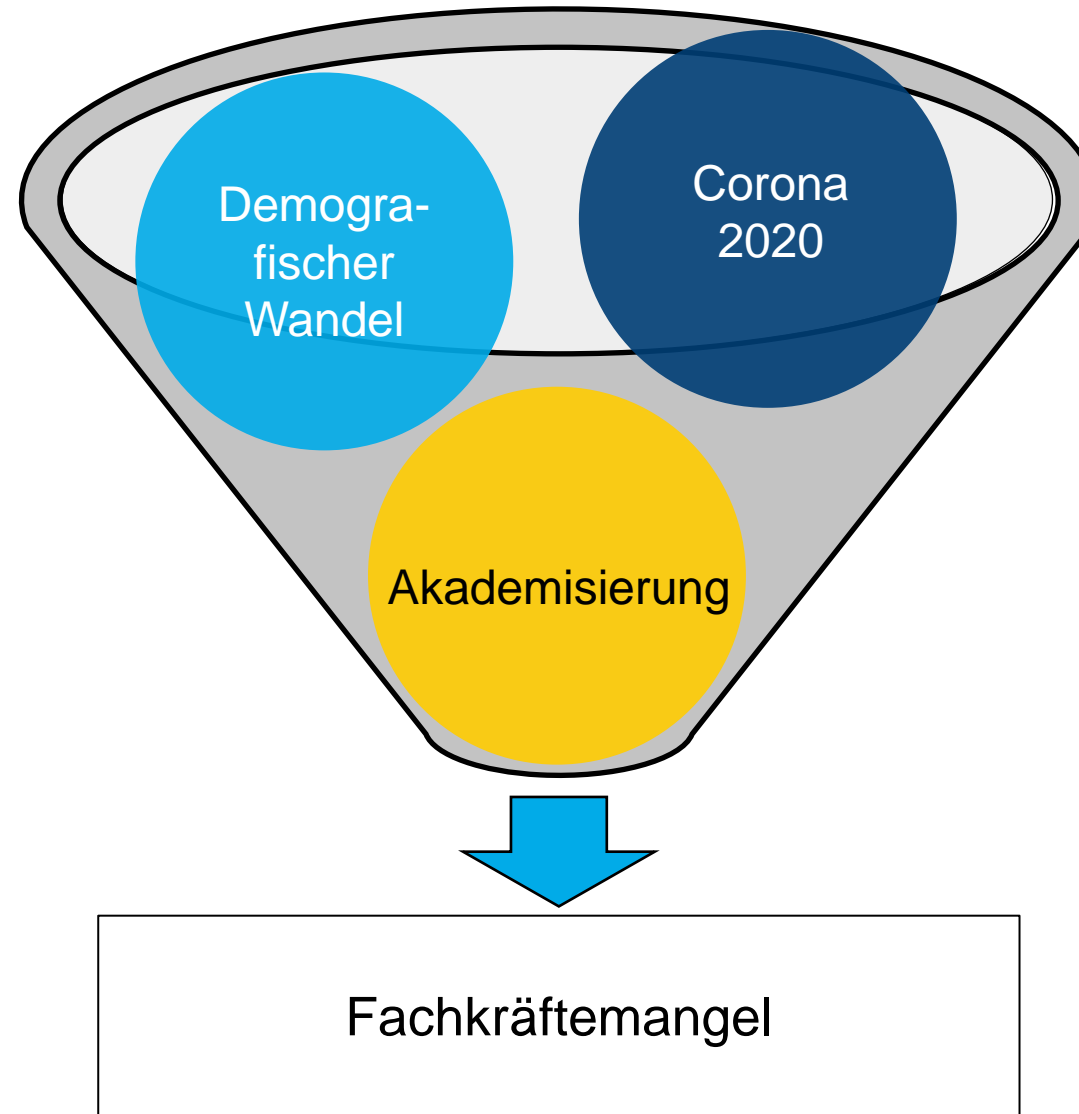 Demogra-
fischer
Wandel
Corona
2020
Akademisierung
Fachkräftemangel